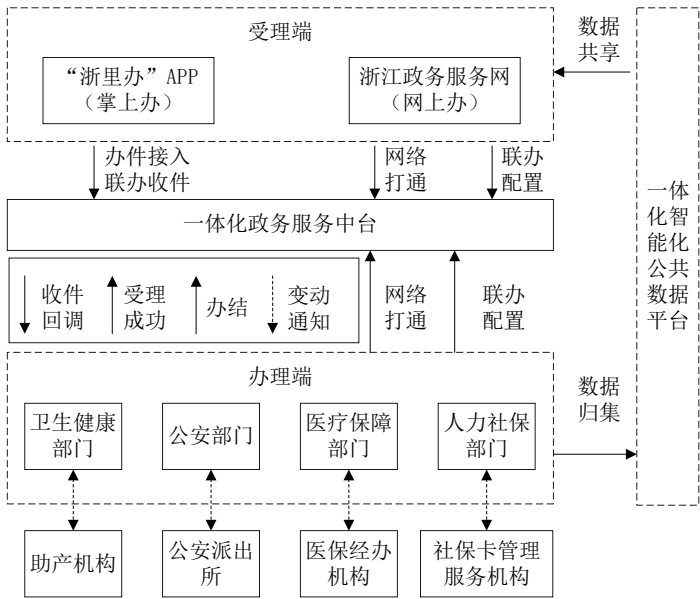 受理端
“浙里办”APP
（掌上办）
浙江政务服务网
（网上办）
数据
共享
办件接入
联办收件
网络
打通
联办
配置
一体化政务服务中台
一体
化智
能化
公共
数据
平台
收件
回调
受理
成功
办结
变动
通知
网络
打通
联办
配置
办理端
卫生健康
部门
公安部门
医疗保障
部门
人力社保
部门
数据
归集
助产机构
公安派出
所
医保经办
机构
社保卡管理
服务机构